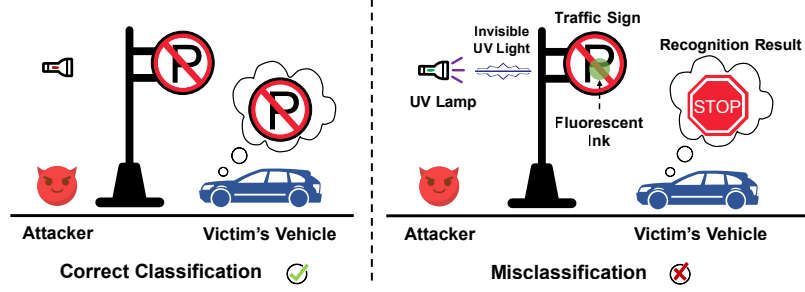 P
P
Attacker
Victim's Vehicle
Correct Classification
Invisible
UV Light
Traffic Sign
P
Recognition Result
UV Lamp
STOP
Fluorescent
Ink
Attacker
Victim's Vehicle
Misclassification